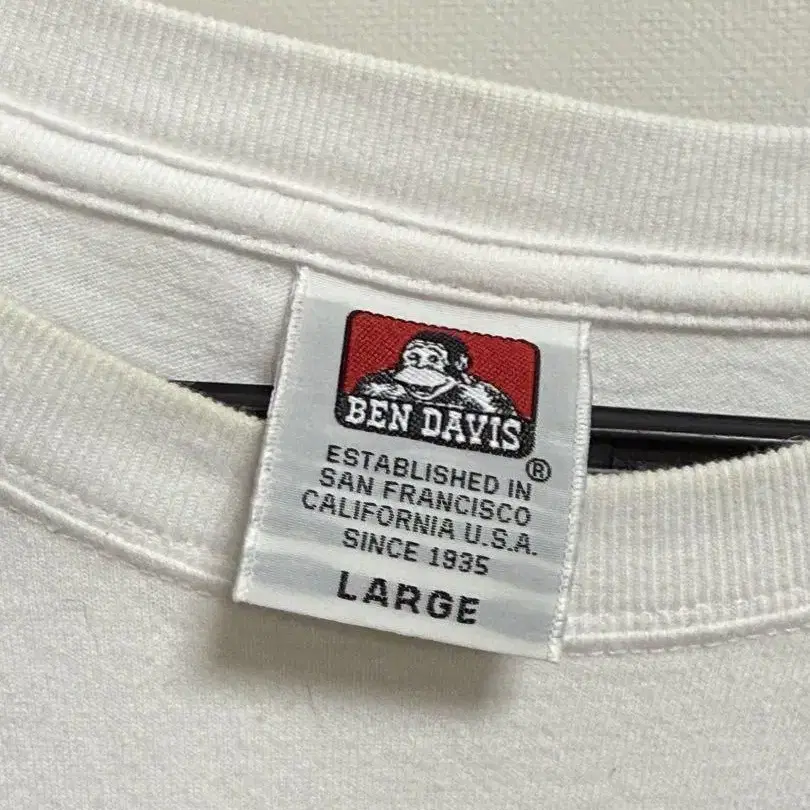 BEN DAVIS
®
ESTABLISHED IN
SAN FRANCISCO
CALIFORNIA U.S.A.
SINCE 1935
LARGE